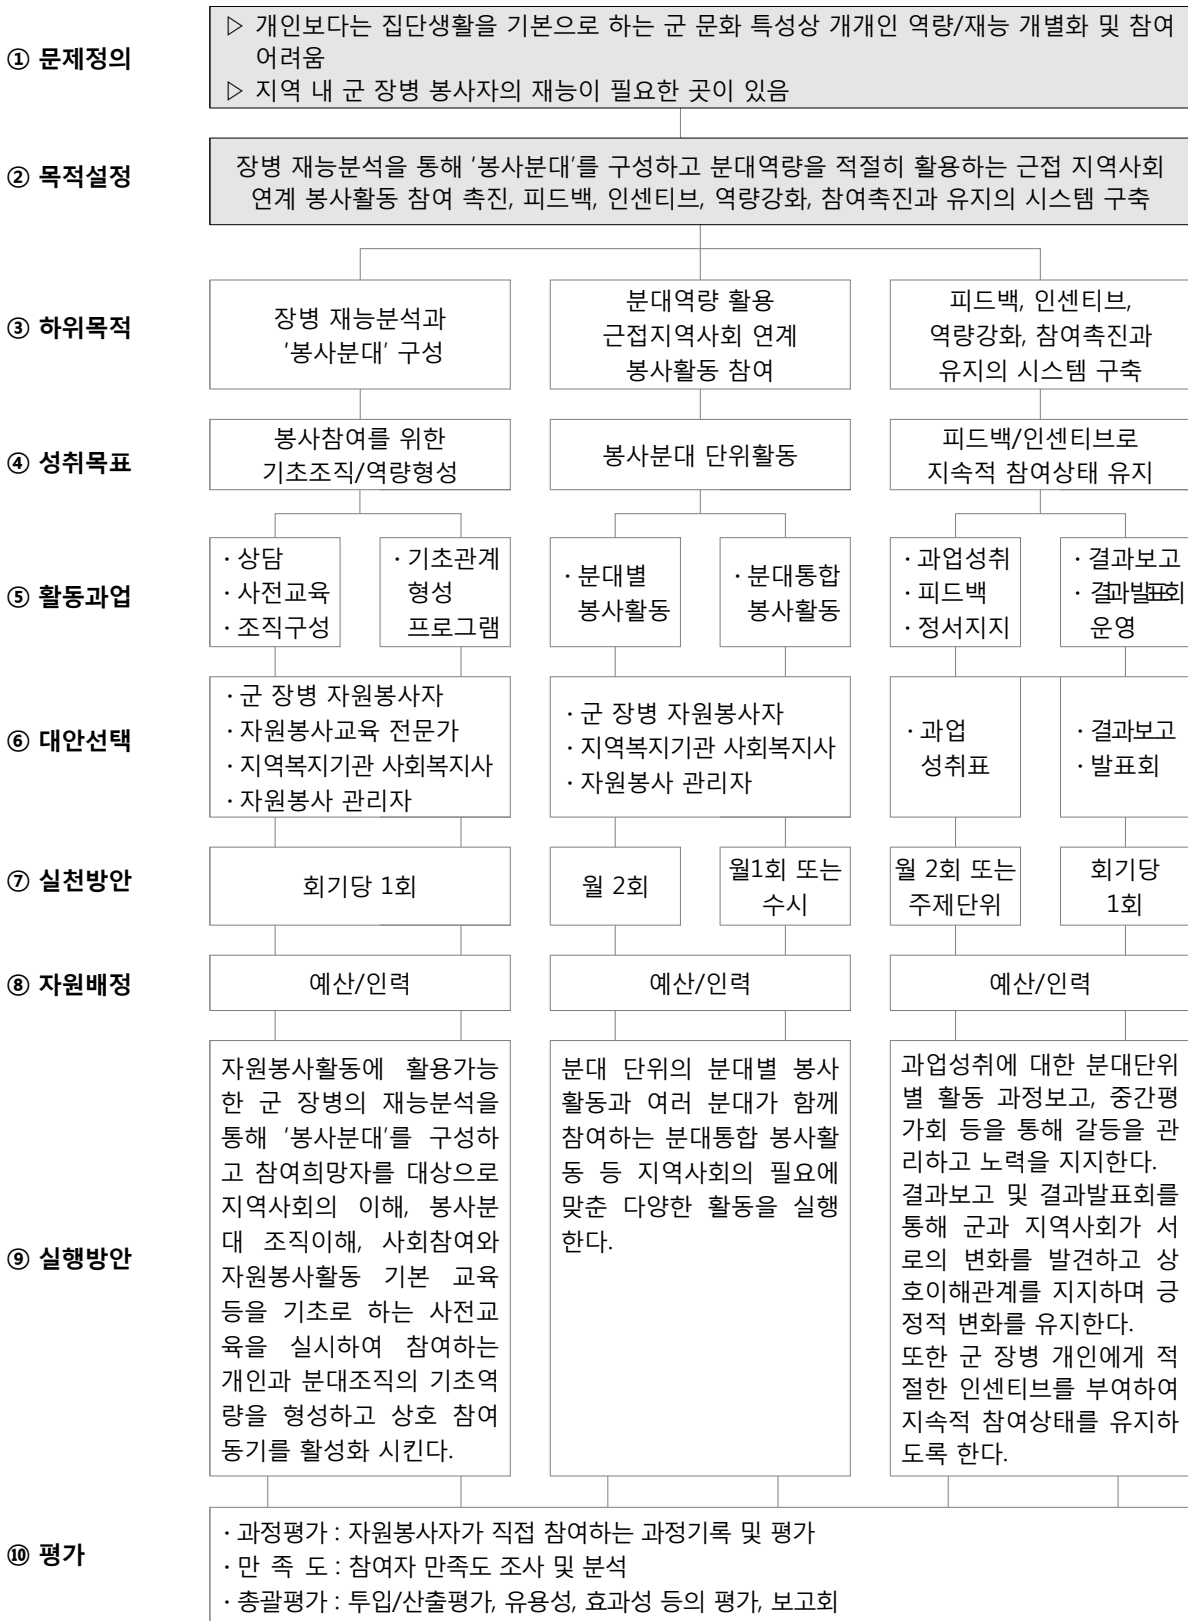 ① 문제정의
▷ 개인보다는 집단생활을 기본으로 하는 군 문화 특성상 개개인 역량/재능 개별화 및 참여
어려움
▷ 지역 내 군 장병 봉사자의 재능이 필요한 곳이 있음
② 목적설정
장병 재능분석을 통해 ‘봉사분대’를 구성하고 분대역량을 적절히 활용하는 근접 지역사회
연계 봉사활동 참여 촉진, 피드백, 인센티브, 역량강화, 참여촉진과 유지의 시스템 구축
③ 하위목적
장병 재능분석과
‘봉사분대’ 구성
분대역량 활용
근접지역사회 연계
봉사활동 참여
피드백, 인센티브,
역량강화, 참여촉진과
유지의 시스템 구축
④ 성취목표
봉사참여를 위한
기초조직/역량형성
봉사분대 단위활동
피드백/인센티브로
지속적 참여상태 유지
⑤ 활동과업
· 상담
· 사전교육
· 조직구성
· 기초관계
형성
프로그램
· 분대별
봉사활동
· 분대통합
봉사활동
· 과업성취
· 피드백
· 정서지지
· 결과보고
· 결과발표회
운영
⑥ 대안선택
· 군 장병 자원봉사자
· 자원봉사교육 전문가
· 지역복지기관 사회복지사
· 자원봉사 관리자
· 군 장병 자원봉사자
· 지역복지기관 사회복지사
· 자원봉사 관리자
· 과업
성취표
· 결과보고
· 발표회
⑦ 실천방안
회기당 1회
월 2회
월1회 또는
수시
월 2회 또는
주제단위
회기당
1회
⑧ 자원배정
예산/인력
예산/인력
예산/인력
⑨ 실행방안
자원봉사활동에 활용가능
한 군 장병의 재능분석을
통해 ‘봉사분대’를 구성하
고 참여희망자를 대상으로
지역사회의 이해, 봉사분
대 조직이해, 사회참여와
자원봉사활동 기본 교육
등을 기초로 하는 사전교
육을 실시하여 참여하는
개인과 분대조직의 기초역
량을 형성하고 상호 참여
동기를 활성화 시킨다.
분대 단위의 분대별 봉사
활동과 여러 분대가 함께
참여하는 분대통합 봉사활
동 등 지역사회의 필요에
맞춘 다양한 활동을 실행
한다.
과업성취에 대한 분대단위
별 활동 과정보고, 중간평
가회 등을 통해 갈등을 관
리하고 노력을 지지한다.
결과보고 및 결과발표회를
통해 군과 지역사회가 서
로의 변화를 발견하고 상
호이해관계를 지지하며 긍
정적 변화를 유지한다.
또한 군 장병 개인에게 적
절한 인센티브를 부여하여
지속적 참여상태를 유지하
도록 한다.
⑩ 평가
· 과정평가 : 자원봉사자가 직접 참여하는 과정기록 및 평가
· 만 족 도 : 참여자 만족도 조사 및 분석
· 총괄평가 : 투입/산출평가, 유용성, 효과성 등의 평가, 보고회